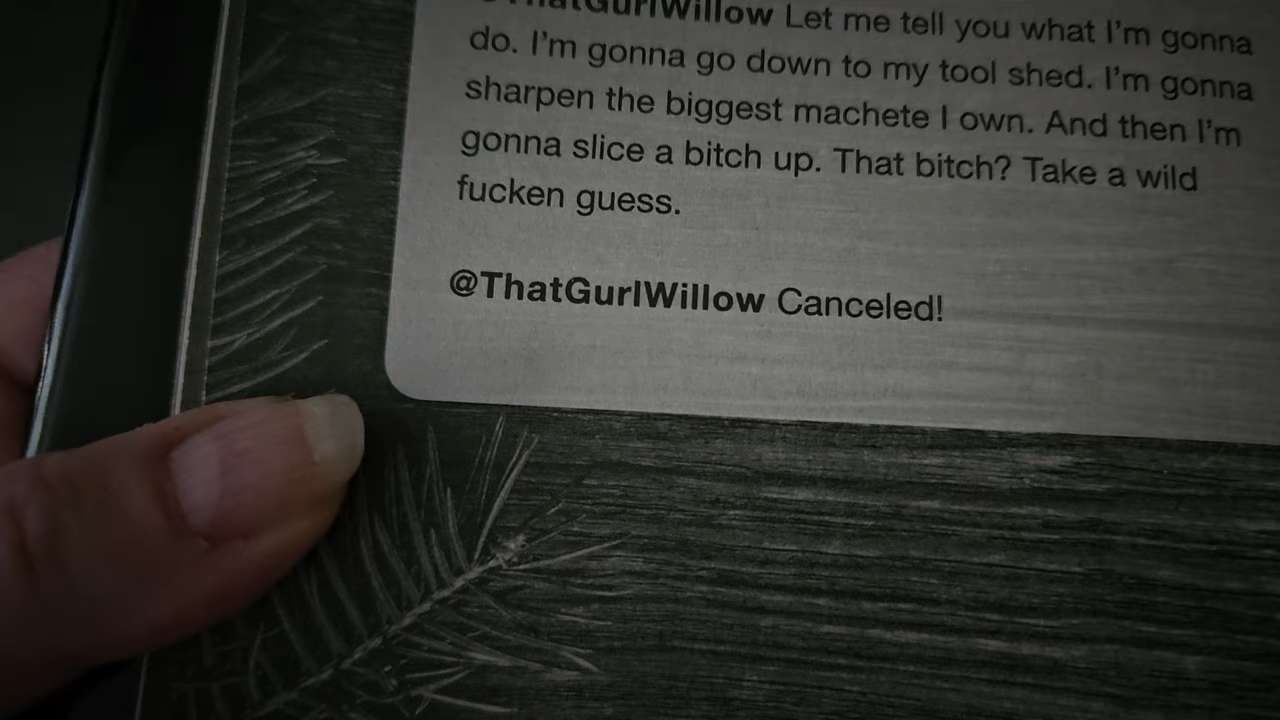 @ThatGurlWillow Let me tell you what I'm gonna
do. I'm gonna go down to my tool shed. I'm gonna
sharpen the biggest machete I own. And then I'm
gonna slice a bitch up. That bitch? Take a wild
fucken guess.
@ThatGurlWillow Canceled!